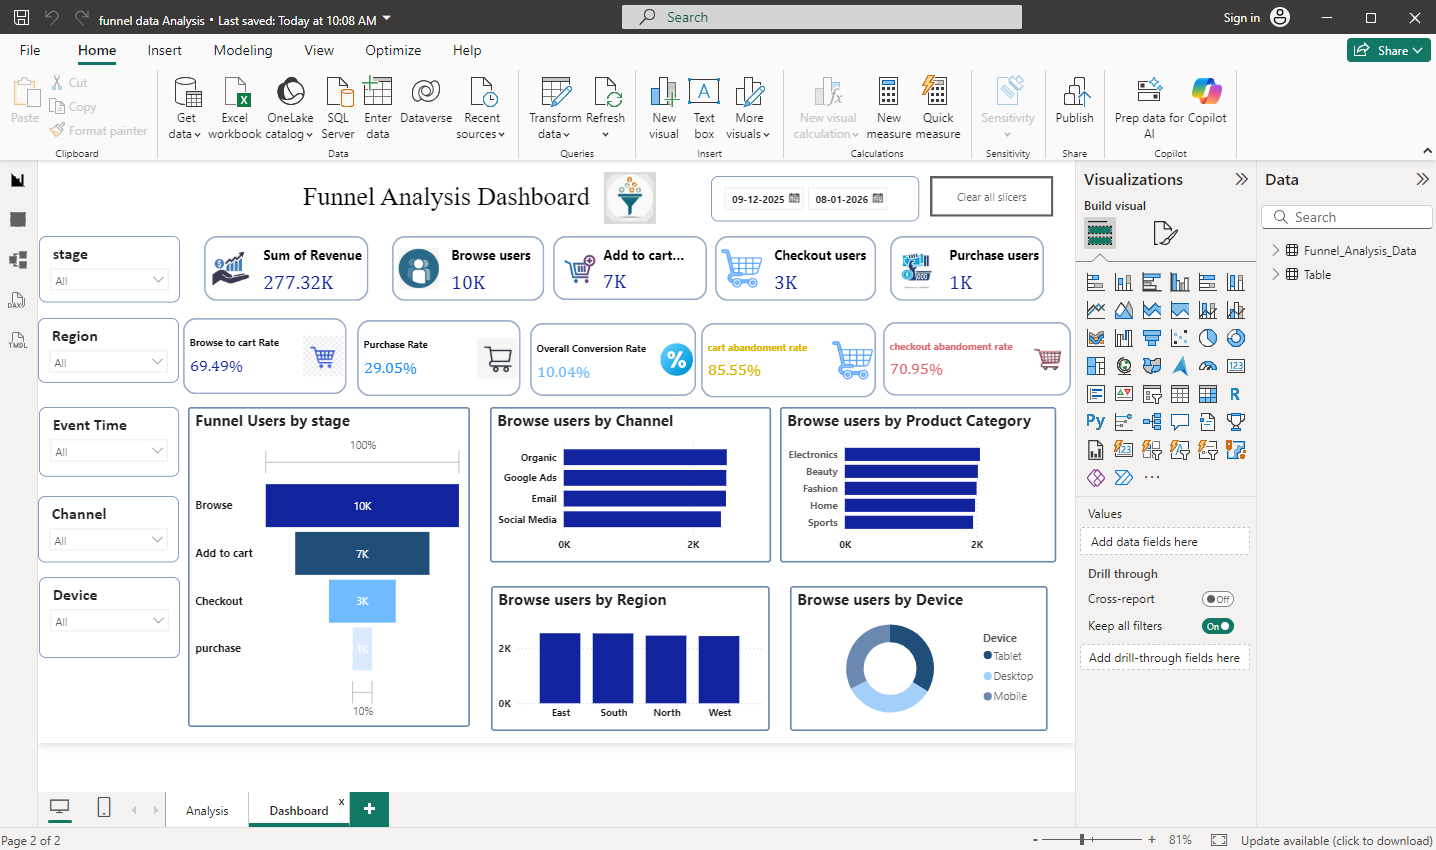 funnel data Analysis • Last saved: Today at 10:08 AM
Search
Sign in
File
Home
Insert
Modeling
View
Optimize
Help
Share
Paste
Cut
Copy
Format painter
Clipboard
Get data
Excel workbook
OneLake catalog
SQL Server
Enter data
Dataverse
Recent sources
Data
Transform data
Refresh
Queries
New visual
Text box
More visuals
Insert
New visual calculation
New measure
Quick measure
Calculations
Sensitivity
Sensitivity
Publish
Share
Prep data for AI
Copilot
Copilot
DAX
TMDL
Funnel Analysis Dashboard
09-12-2025
08-01-2026
Clear all slicers
stage
All
Sum of Revenue
277.32K
Browse users
10K
Add to cart...
7K
Checkout users
3K
Purchase users
1K
Region
All
Browse to cart Rate
69.49%
Purchase Rate
29.05%
Overall Conversion Rate
10.04%
%
cart abandoment rate
85.55%
checkout abandoment rate
70.95%
Event Time
All
Channel
All
Device
All
Funnel Users by stage
100%
Browse
10K
Add to cart
7K
Checkout
3K
purchase
1K
10%
Browse users by Channel
Organic
Google Ads
Email
Social Media
0K
2K
Browse users by Product Category
Electronics
Beauty
Fashion
Home
Sports
0K
2K
Browse users by Region
2K
0K
East
South
North
West
Browse users by Device
Device
Tablet
Desktop
Mobile
Visualizations
Build visual
123
R
Py
123
...
Values
Add data fields here
Drill through
Cross-report
Off
Keep all filters
On
Add drill-through fields here
Data
Search
Funnel_Analysis_Data
Table
Analysis
Dashboard
x
+
Page 2 of 2
-
+
81%
Update available (click to download)